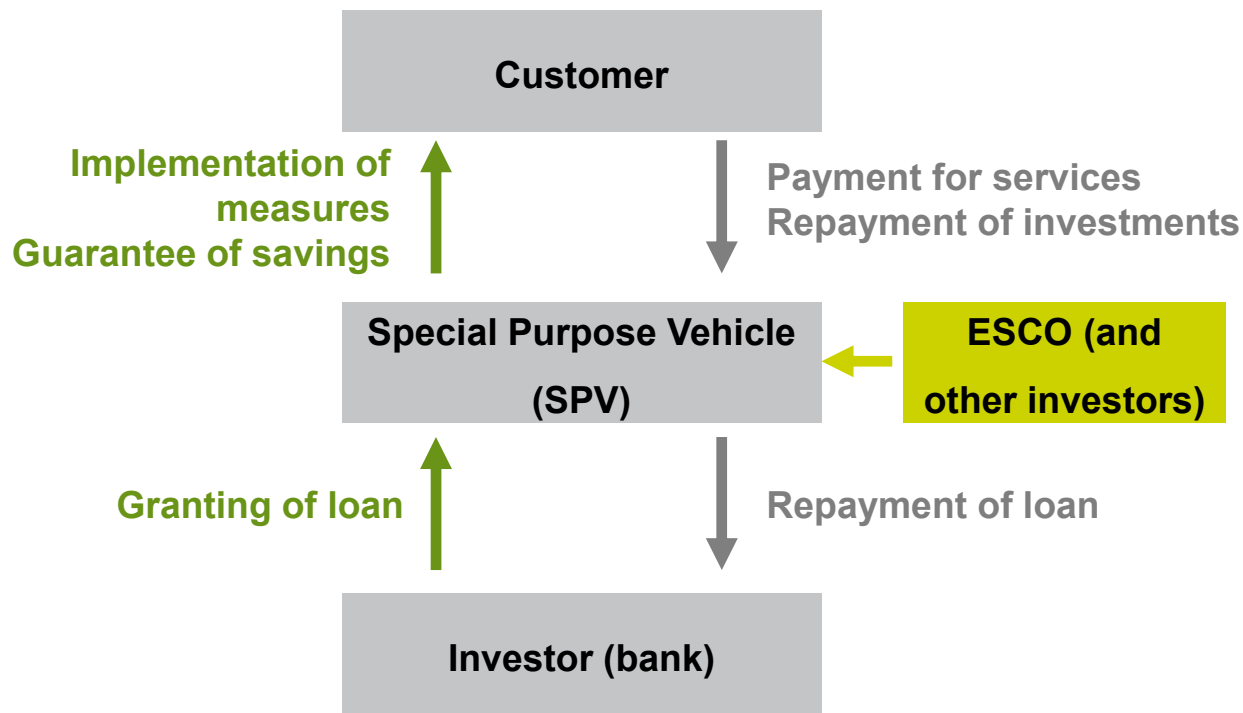 Customer
Implementation of
measures
Guarantee of savings
Payment for services
Repayment of investments
Special Purpose Vehicle
(SPV)
ESCO (and
other investors)
Granting of loan
Repayment of loan
Investor (bank)